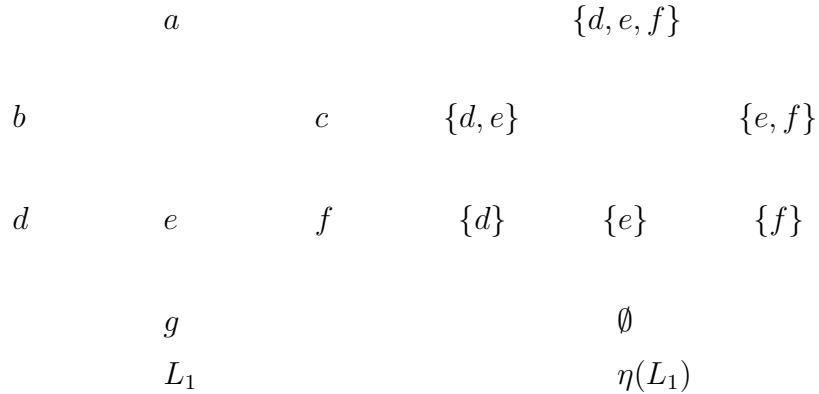 a {d, e, f}
b c {d, e} {e, f}
d e f {d} {e} {f}
g ∅
L₁ η(L₁)